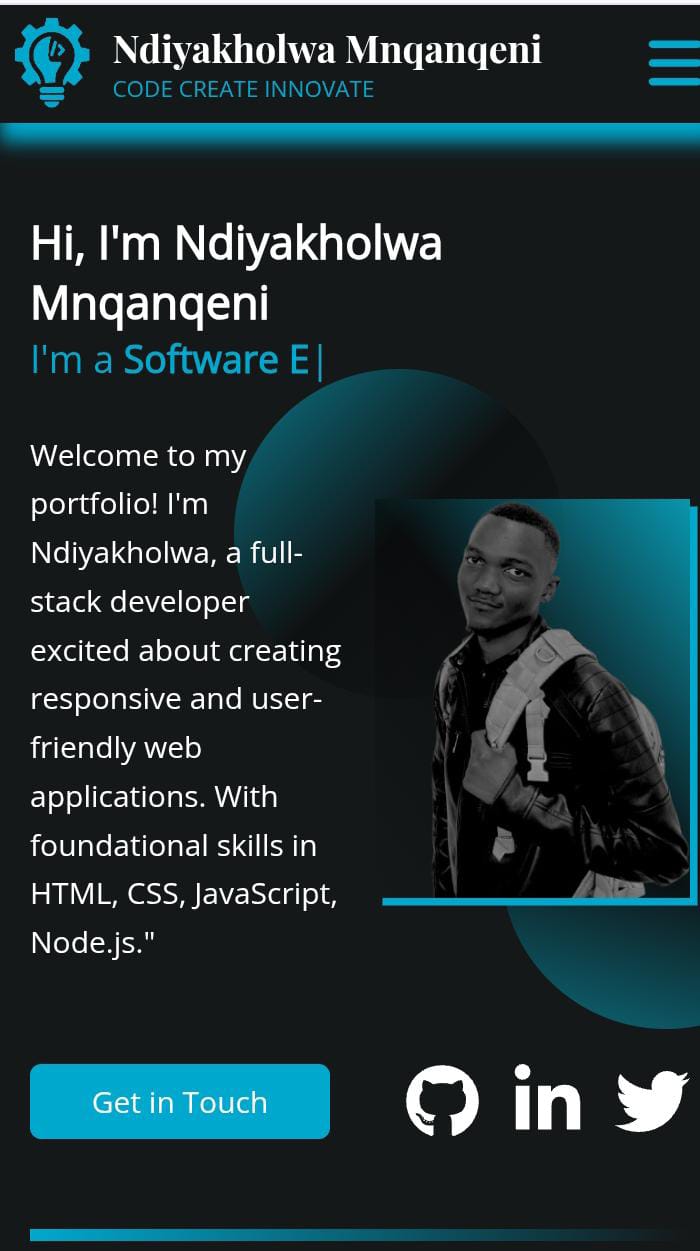 Ndiyakholwa Mnqanqeni
CODE CREATE INNOVATE
Hi, I'm Ndiyakholwa
Mnqanqeni
I'm a Software E|
Welcome to my
portfolio! I'm
Ndiyakholwa, a full-
stack developer
excited about creating
responsive and user-
friendly web
applications. With
foundational skills in
HTML, CSS, JavaScript,
Node.js."
Get in Touch
in